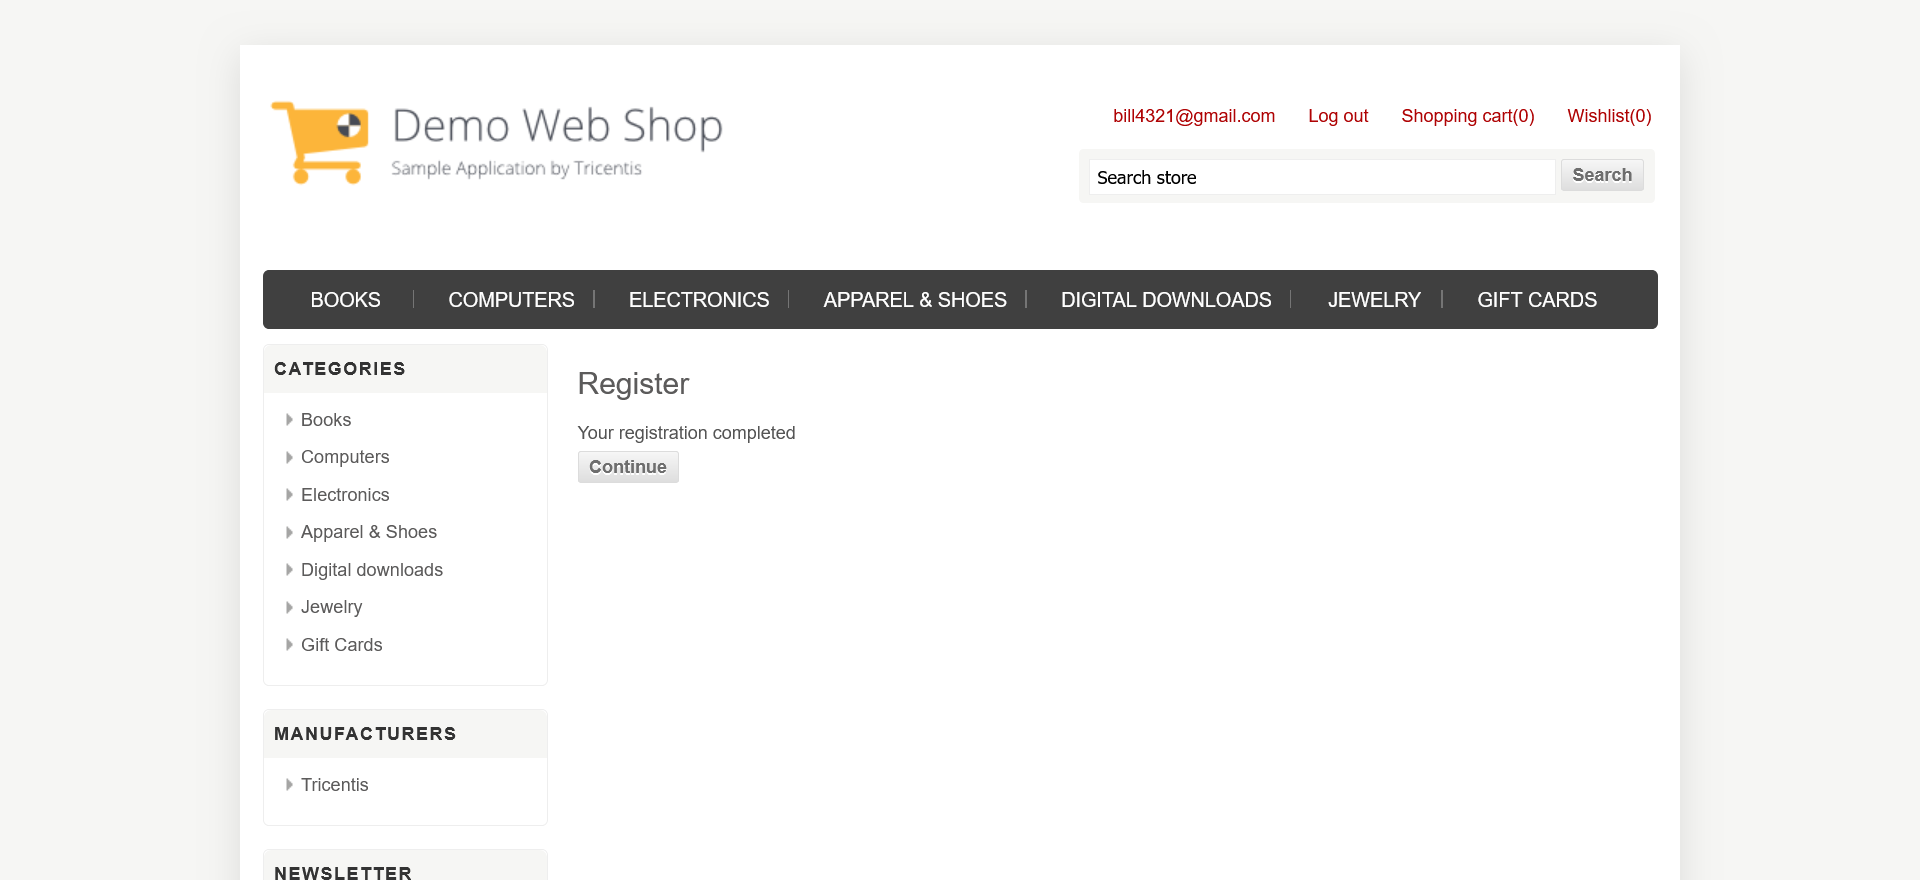 Demo Web Shop
Sample Application by Tricentis
bill4321@gmail.com Log out Shopping cart(0) Wishlist(0)
Search store Search
BOOKS COMPUTERS ELECTRONICS APPAREL & SHOES DIGITAL DOWNLOADS JEWELRY GIFT CARDS
CATEGORIES
Books
Computers
Electronics
Apparel & Shoes
Digital downloads
Jewelry
Gift Cards
MANUFACTURERS
Tricentis
NEWSLETTER
Register
Your registration completed
Continue